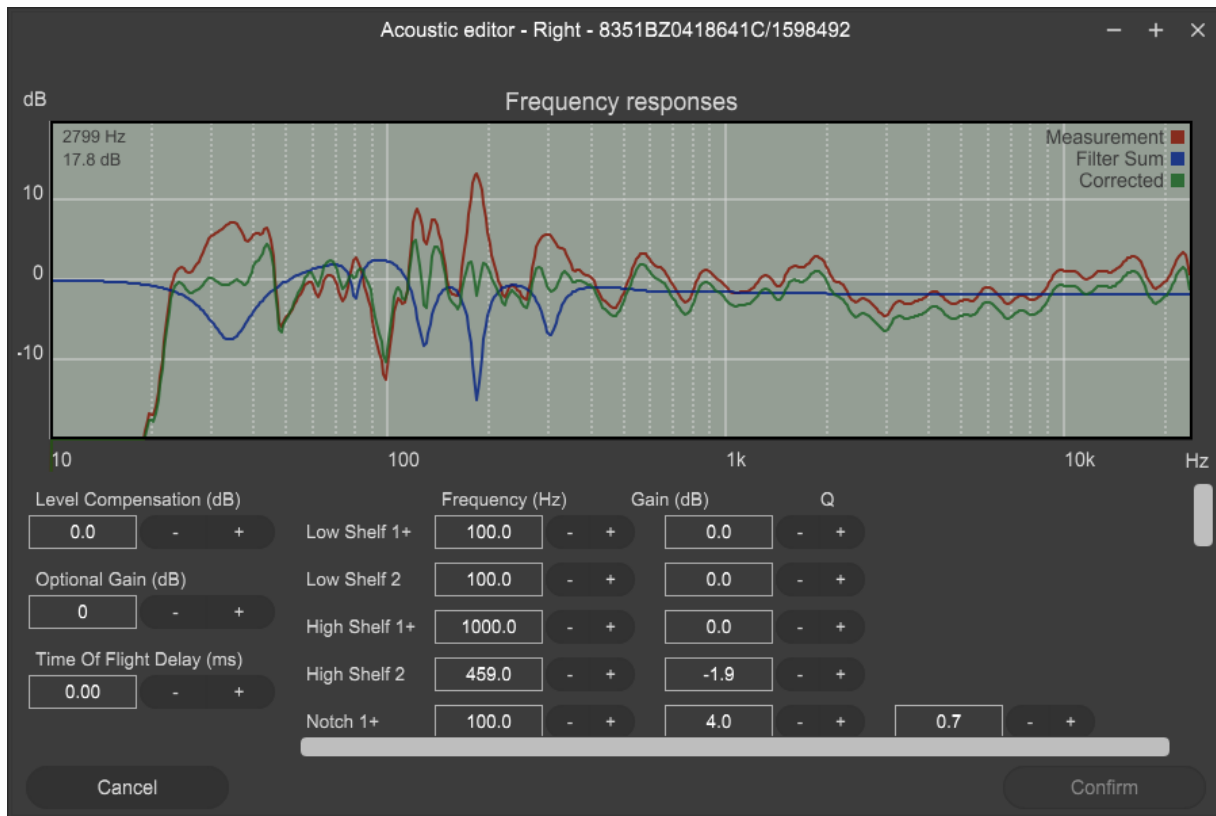 Acoustic editor - Right - 8351BZ0418641C/1598492
dB
Frequency responses
2799 Hz
17.8 dB
Measurement
Filter Sum
Corrected
10
0
-10
10 100 1k 10k Hz
Level Compensation (dB)
0.0 - +
Optional Gain (dB)
0 - +
Time Of Flight Delay (ms)
0.00 - +
Frequency (Hz) Gain (dB) Q
Low Shelf 1+ 100.0 - + 0.0 - +
Low Shelf 2 100.0 - + 0.0 - +
High Shelf 1+ 1000.0 - + 0.0 - +
High Shelf 2 459.0 - + -1.9 - +
Notch 1+ 100.0 - + 4.0 - + 0.7 - +
Cancel
Confirm